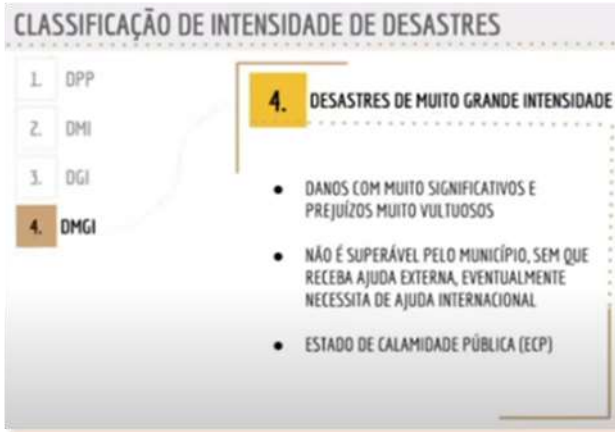 CLASSIFICAÇÃO DE INTENSIDADE DE DESASTRES
1. DPP
2. DMI
3. DGI
4. DMGI
4. DESASTRES DE MUITO GRANDE INTENSIDADE
● DANOS COM MUITO SIGNIFICATIVOS E
PREJUÍZOS MUITO VULTUOSOS
● NÃO É SUPERÁVEL PELO MUNICÍPIO, SEM QUE
RECEBA AJUDA EXTERNA, EVENTUALMENTE
NECESSITA DE AJUDA INTERNACIONAL
● ESTADO DE CALAMIDADE PÚBLICA (ECP)